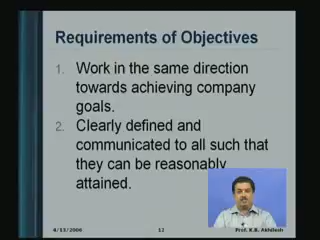 Requirements of Objectives
1. Work in the same direction
towards achieving company
goals.
2. Clearly defined and
communicated to all such that
they can be reasonably
attained.
8/13/2006 12 Prof. K.B. Akhilesh